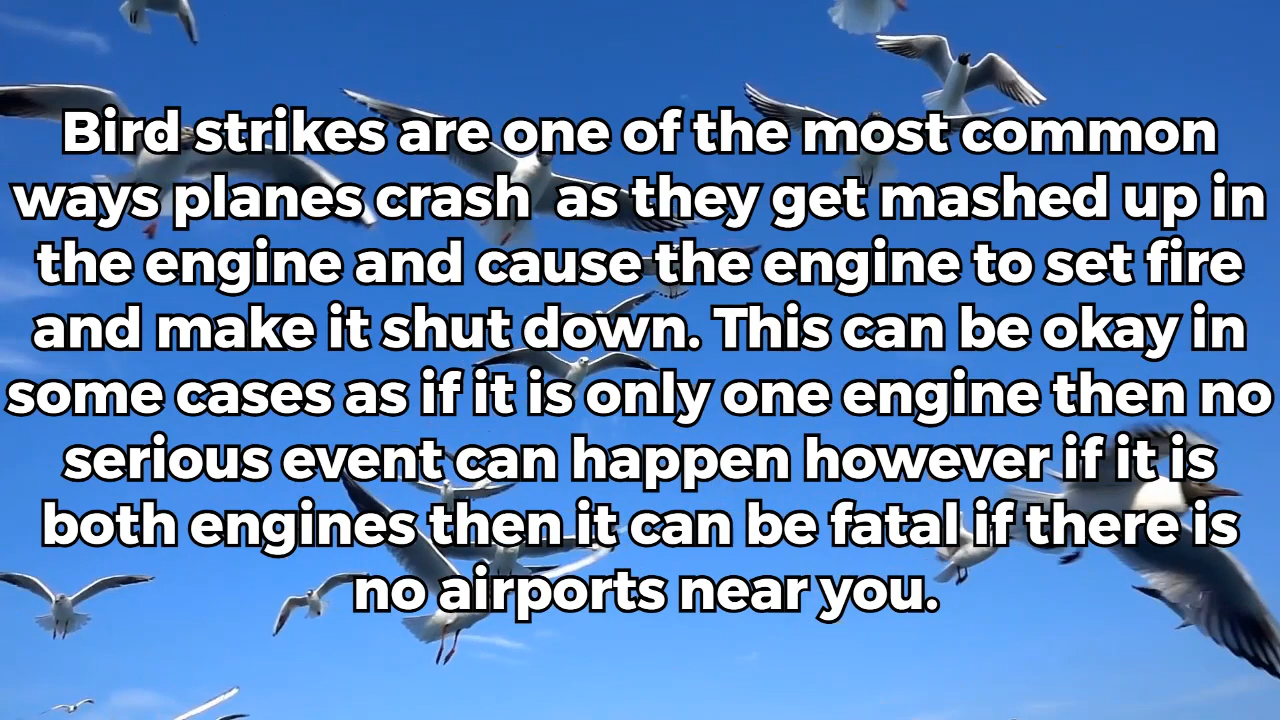 Bird strikes are one of the most common
ways planes crash  as they get mashed up in
the engine and cause the engine to set fire
and make it shut down. This can be okay in
some cases as if it is only one engine then no
serious event can happen however if it is
both engines then it can be fatal if there is
no airports near you.